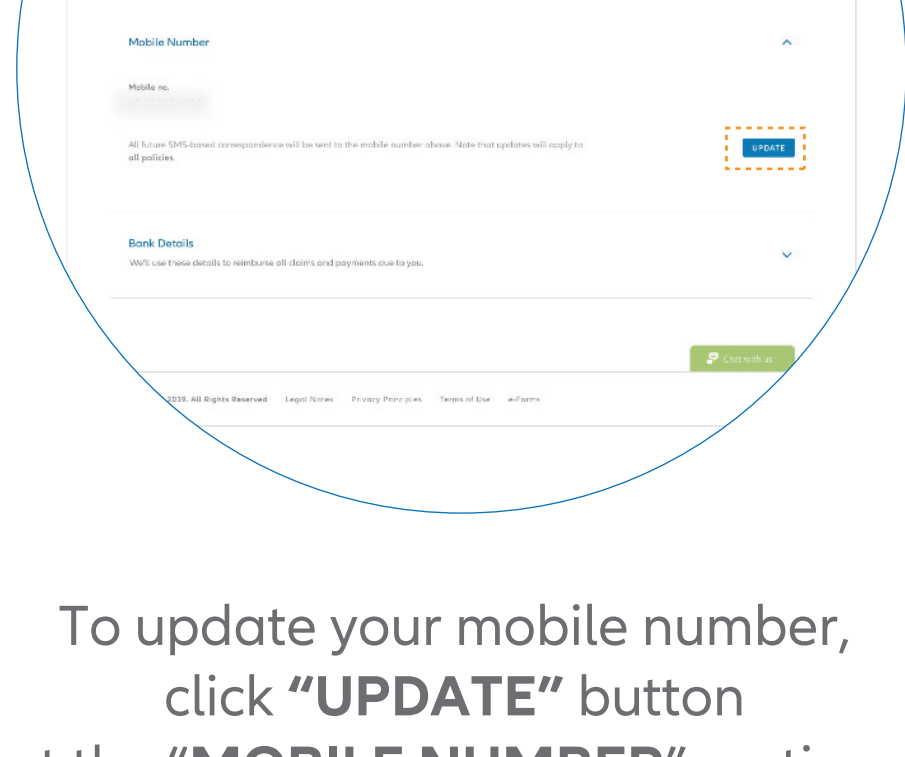 Mobile Number
Mobile no.
All future SMS-based correspondence will be sent to the mobile number above. Note that updates will apply to
all policies.
UPDATE
Bank Details
We'll use these details to reimburse all claims and payments due to you.
Chat with us
2019. All Rights Reserved Legal Notes Privacy Principles Terms of Use e-Forms
To update your mobile number,
click “UPDATE” button
the “MOBILE NUMBER”